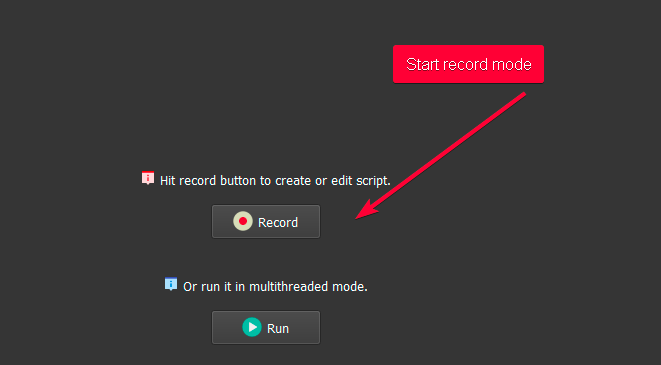 Start record mode
Hit record button to create or edit script.
Record
Or run it in multithreaded mode.
Run